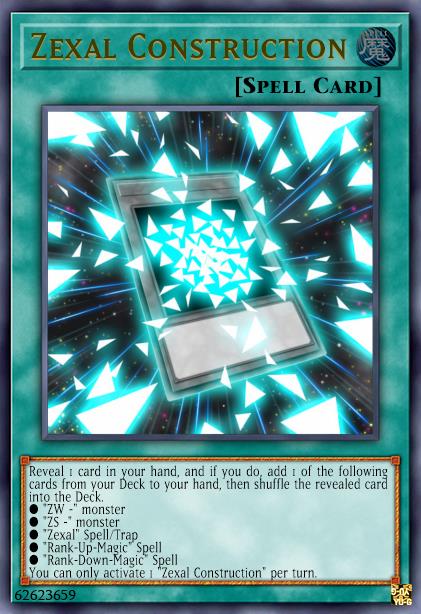 Zexal Construction
魔
[Spell Card]
Reveal 1 card in your hand, and if you do, add 1 of the following
cards from your Deck to your hand, then shuffle the revealed card
into the Deck.
● "ZW -" monster
● "ZS -" monster
● "Zexal" Spell/Trap
● "Rank-Up-Magic" Spell
● "Rank-Down-Magic" Spell
You can only activate 1 "Zexal Construction" per turn.
62623659